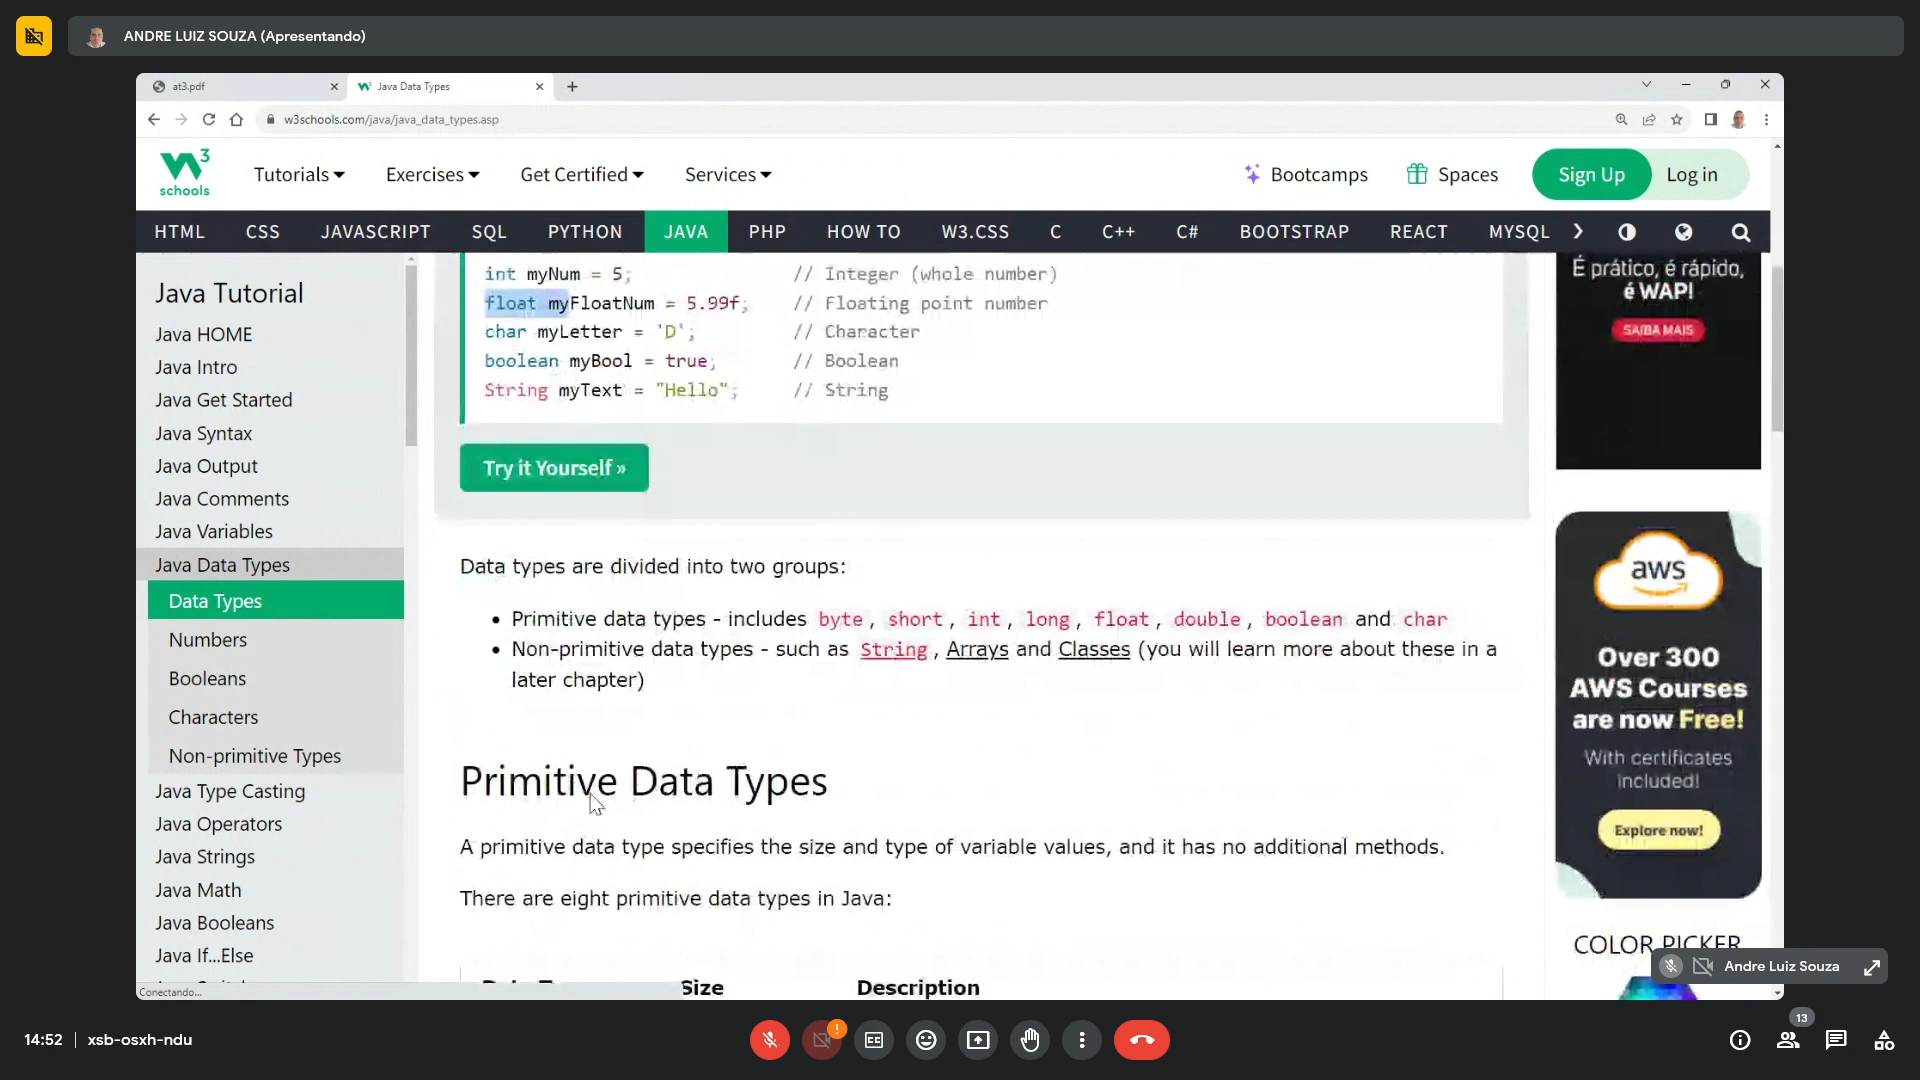 ANDRE LUIZ SOUZA (Apresentando)
at3.pdf
Java Data Types
w3schools.com/java/java_data_types.asp
W3 schools
Tutorials
Exercises
Get Certified
Services
Bootcamps
Spaces
Sign Up
Log in
HTML CSS JAVASCRIPT SQL PYTHON JAVA PHP HOW TO W3.CSS C C++ C# BOOTSTRAP REACT MYSQL
Java Tutorial
Java HOME
Java Intro
Java Get Started
Java Syntax
Java Output
Java Comments
Java Variables
Java Data Types
Data Types
Numbers
Booleans
Characters
Non-primitive Types
Java Type Casting
Java Operators
Java Strings
Java Math
Java Booleans
Java If...Else
Conectando...
int myNum = 5; // Integer (whole number)
float myFloatNum = 5.99f; // Floating point number
char myLetter = 'D'; // Character
boolean myBool = true; // Boolean
String myText = "Hello"; // String
Try it Yourself »
Data types are divided into two groups:
• Primitive data types - includes byte, short, int, long, float, double, boolean and char
• Non-primitive data types - such as String, Arrays and Classes (you will learn more about these in a
later chapter)
Primitive Data Types
A primitive data type specifies the size and type of variable values, and it has no additional methods.
There are eight primitive data types in Java:
Size Description
É prático, é rápido,
é WAP!
SAIBA MAIS
aws
Over 300
AWS Courses
are now Free!
With certificates
included!
Explore now!
COLOR PICKER
Andre Luiz Souza
14:52 | xsb-osxh-ndu
13